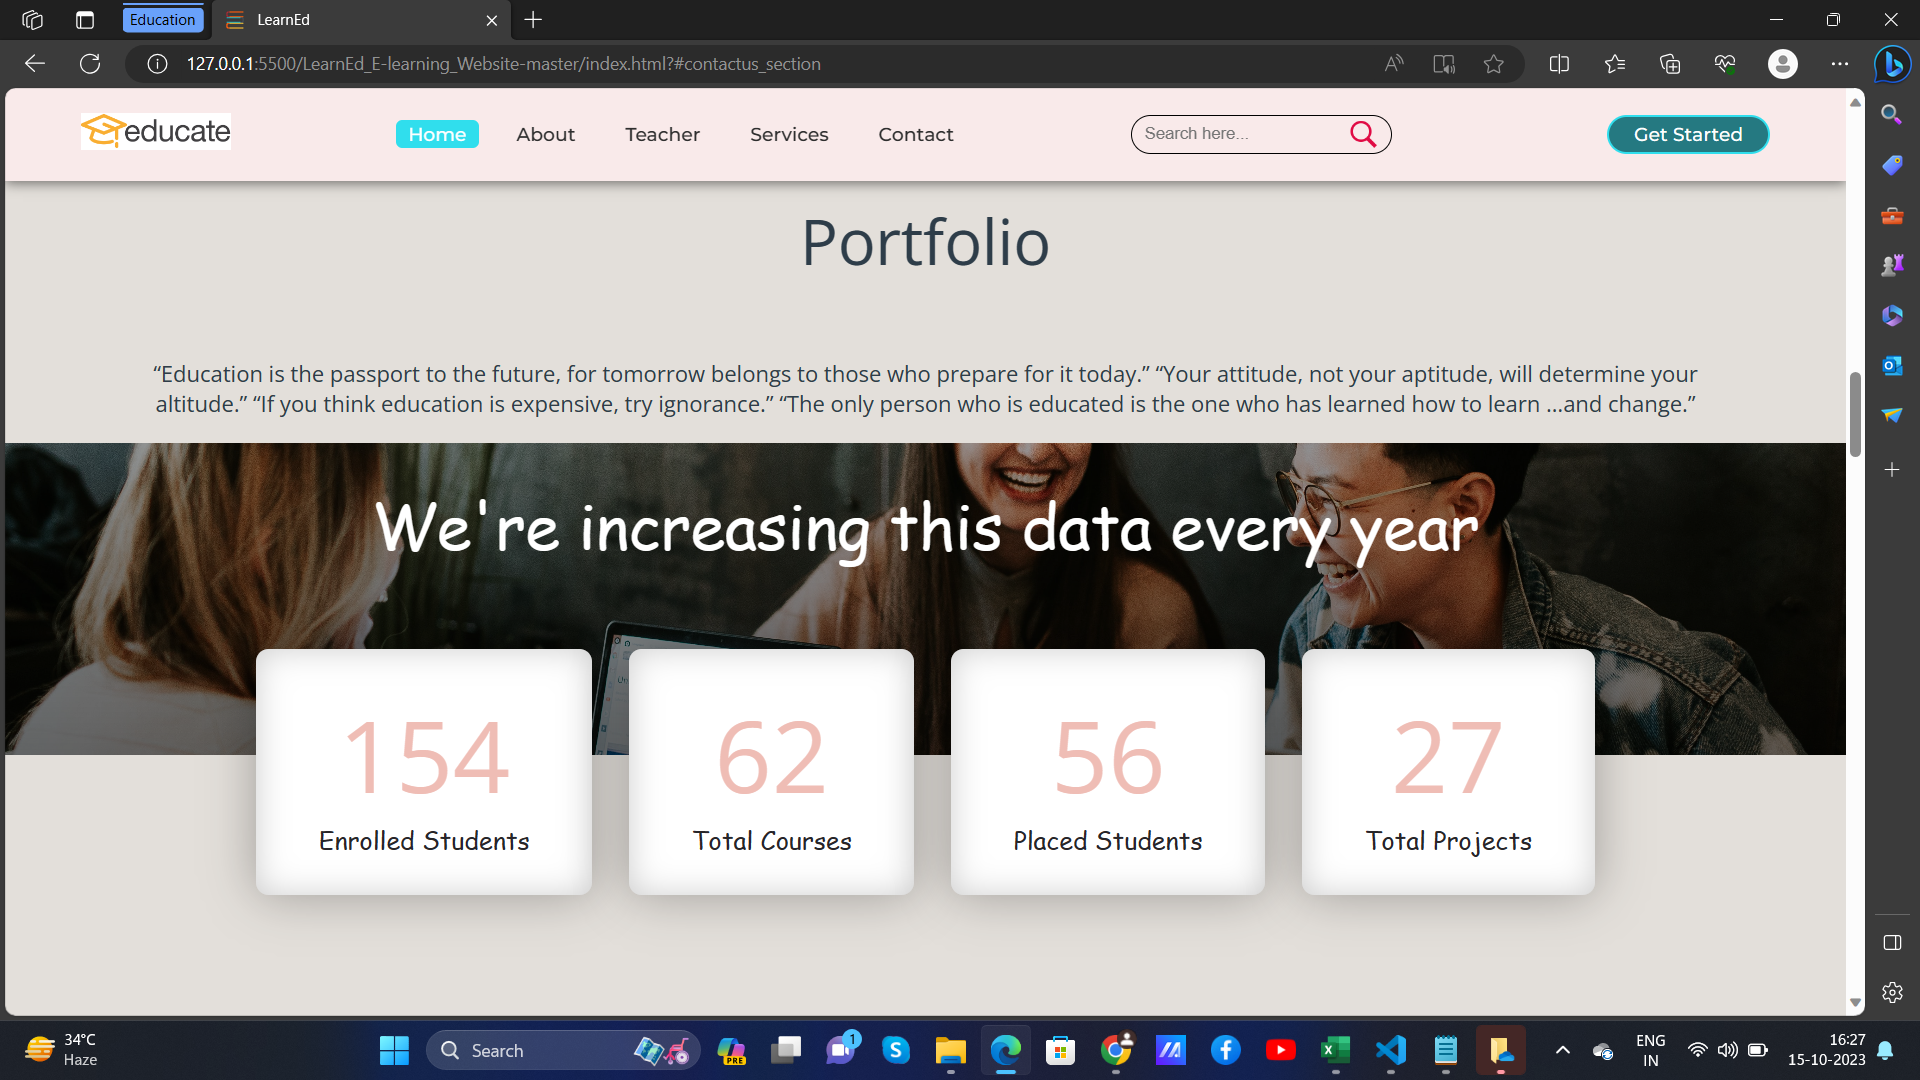 Education
LearnEd
127.0.0.1:5500/LearnEd_E-learning_Website-master/index.html?#contactus_section
educate
Home
About
Teacher
Services
Contact
Search here...
Get Started
Portfolio
“Education is the passport to the future, for tomorrow belongs to those who prepare for it today.” “Your attitude, not your aptitude, will determine your
altitude.” “If you think education is expensive, try ignorance.” “The only person who is educated is the one who has learned how to learn …and change.”
We're increasing this data every year
154
Enrolled Students
62
Total Courses
56
Placed Students
27
Total Projects
34°C
Haze
Search
PRE
1
ENG
IN
16:27
15-10-2023